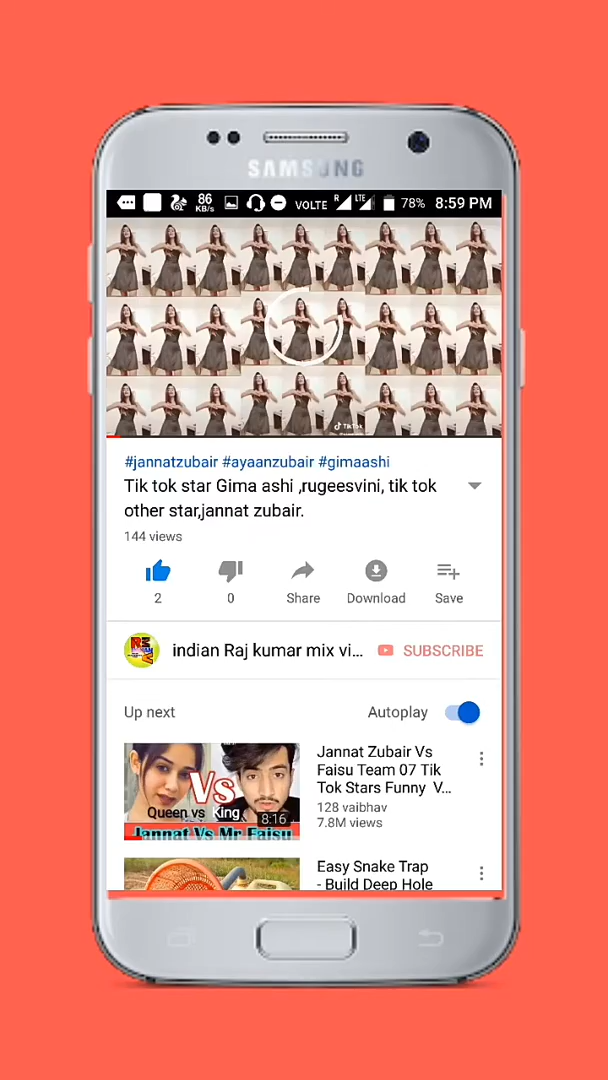 SAMSUNG
86
KB/s
VOLTE
R
LTE
78%
8:59 PM
TikTok
#jannatzubair #ayaanzubair #gimaashi
Tik tok star Gima ashi ,rugeesvini, tik tok
other star,jannat zubair.
144 views
2
0
Share
Download
Save
indian Raj kumar mix vi...
SUBSCRIBE
Up next
Autoplay
Vs
Queen vs King
8:16
Jannat Vs Mr Faisu
Jannat Zubair Vs
Faisu Team 07 Tik
Tok Stars Funny V...
128 vaibhav
7.8M views
Easy Snake Trap
- Build Deep Hole